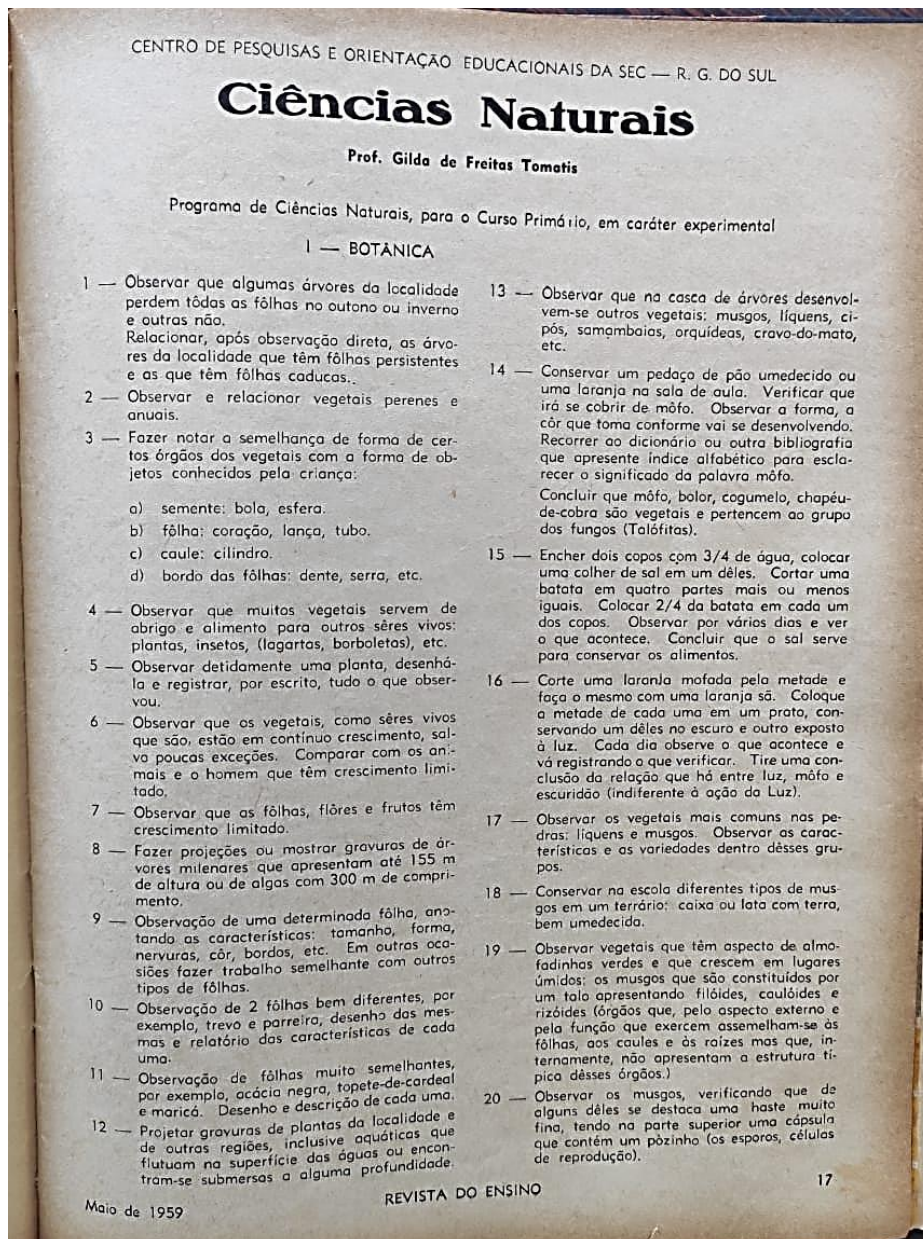 CENTRO DE PESQUISAS E ORIENTAÇÃO EDUCACIONAIS DA SEC — R. G. DO SUL
Ciências Naturais
Prof. Gilda de Freitas Tomatis
Programa de Ciências Naturais, para o Curso Primário, em caráter experimental
I — BOTÂNICA
1 — Observar que algumas árvores da localidade
perdem tôdas as fôlhas no outono ou inverno
e outras não.
Relacionar, após observação direta, as árvo-
res da localidade que têm fôlhas persistentes
e as que têm fôlhas caducas..
2 — Observar e relacionar vegetais perenes e
anuais.
3 — Fazer notar a semelhança de forma de cer-
tos órgãos dos vegetais com a forma de ob-
jetos conhecidos pela criança:
a) semente: bola, esfera.
b) fôlha: coração, lança, tubo.
c) caule: cilindro.
d) bordo das fôlhas: dente, serra, etc.
4 — Observar que muitos vegetais servem de
abrigo e alimento para outros sêres vivos:
plantas, insetos, (lagartas, borboletas), etc.
5 — Observar detidamente uma planta, desenhá-
la e registrar, por escrito, tudo o que obser-
vou.
6 — Observar que os vegetais, como sêres vivos
que são, estão em contínuo crescimento, sal-
vo poucas exceções. Comparar com os ani-
mais e o homem que têm crescimento limi-
tado.
7 — Observar que as fôlhas, flôres e frutos têm
crescimento limitado.
8 — Fazer projeções ou mostrar gravuras de ár-
vores milenares que apresentam até 155 m
de altura ou de algas com 300 m de compri-
mento.
9 — Observação de uma determinada fôlha, ano-
tando as características: tamanho, forma,
nervuras, côr, bordos, etc. Em outras oca-
siões fazer trabalho semelhante com outros
tipos de fôlhas.
10 — Observação de 2 fôlhas bem diferentes, por
exemplo, trevo e parreira, desenho das mes-
mas e relatório das características de cada
uma.
11 — Observação de fôlhas muito semelhantes,
por exemplo, acácia negra, topete-de-cardeal
e maricá. Desenho e descrição de cada uma.
12 — Projetar gravuras de plantas da localidade e
de outras regiões, inclusive aquáticas que
flutuam na superfície das águas ou encon-
tram-se submersas a alguma profundidade.
13 — Observar que na casca de árvores desenvol-
vem-se outros vegetais: musgos, líquens, ci-
pós, samambaias, orquídeas, cravo-do-mato,
etc.
14 — Conservar um pedaço de pão umedecido ou
uma laranja na sala de aula. Verificar que
irá se cobrir de môfo. Observar a forma, a
côr que toma conforme vai se desenvolvendo.
Recorrer ao dicionário ou outra bibliografia
que apresente índice alfabético para escla-
recer o significado da palavra môfo.
Concluir que môfo, bolor, cogumelo, chapéu-
de-cobra são vegetais e pertencem ao grupo
dos fungos (Talófitas).
15 — Encher dois copos com 3/4 de água, colocar
uma colher de sal em um dêles. Cortar uma
batata em quatro partes mais ou menos
iguais. Colocar 2/4 da batata em cada um
dos copos. Observar por vários dias e ver
o que acontece. Concluir que o sal serve
para conservar os alimentos.
16 — Corte uma laranja mofada pela metade e
faça o mesmo com uma laranja sã. Coloque
a metade de cada uma em um prato, con-
servando um dêles no escuro e outro exposto
à luz. Cada dia observe o que acontece e
vá registrando o que verificar. Tire uma con-
clusão da relação que há entre luz, môfo e
escuridão (indiferente à ação da Luz).
17 — Observar os vegetais mais comuns nas pe-
dras: líquens e musgos. Observar as carac-
terísticas e as variedades dentro dêsses gru-
pos.
18 — Conservar na escola diferentes tipos de mus-
gos em um terrário: caixa ou lata com terra,
bem umedecida.
19 — Observar vegetais que têm aspecto de almo-
fadinhas verdes e que crescem em lugares
úmidos: os musgos que são constituídos por
um talo apresentando filóides, caulóides e
rizóides (órgãos que, pelo aspecto externo e
pela função que exercem assemelham-se às
fôlhas, aos caules e às raízes mas que, in-
ternamente, não apresentam a estrutura tí-
pica dêsses órgãos.)
20 — Observar os musgos, verificando que de
alguns dêles se destaca uma haste muito
fina, tendo na parte superior uma cápsula
que contém um pòzinho (os esporos, células
de reprodução).
Maio de 1959
REVISTA DO ENSINO
17